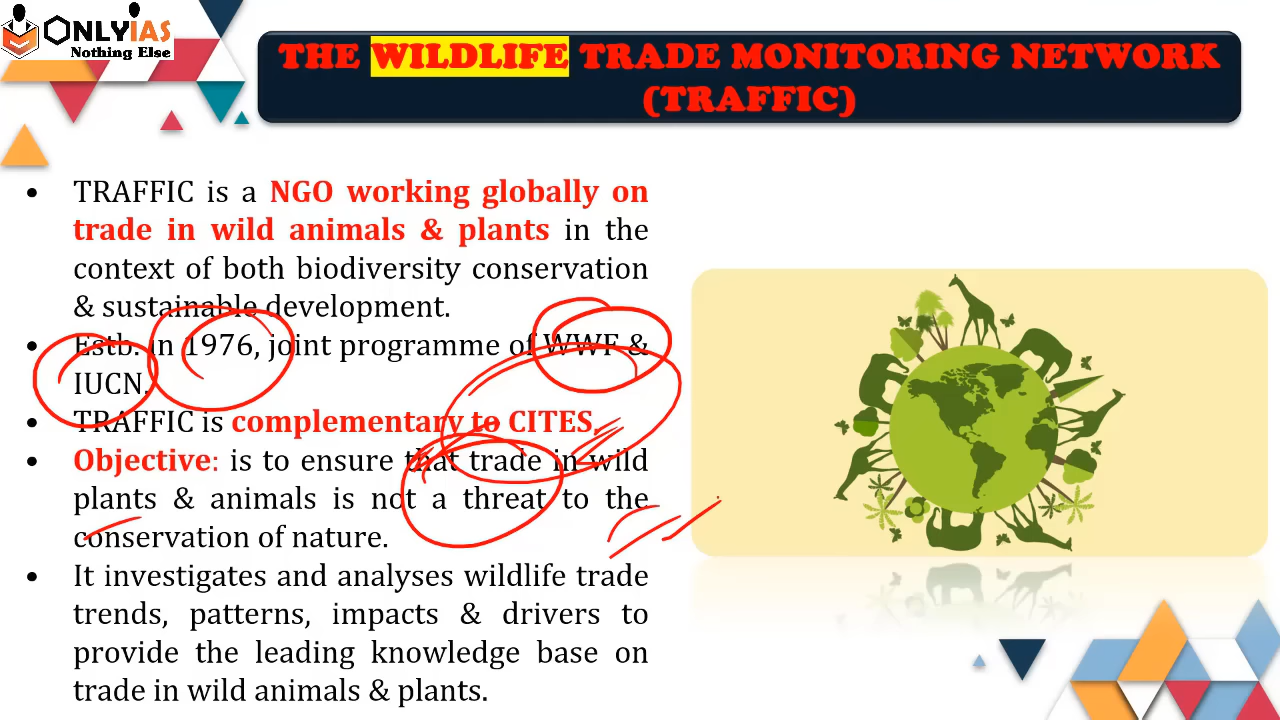 ONLYIAS
Nothing Else
THE WILDLIFE TRADE MONITORING NETWORK
(TRAFFIC)
• TRAFFIC is a NGO working globally on
trade in wild animals & plants in the
context of both biodiversity conservation
& sustainable development.
• Estb. in 1976, joint programme of WWF &
IUCN.
• TRAFFIC is complementary to CITES.
• Objective: is to ensure that trade in wild
plants & animals is not a threat to the
conservation of nature.
• It investigates and analyses wildlife trade
trends, patterns, impacts & drivers to
provide the leading knowledge base on
trade in wild animals & plants.